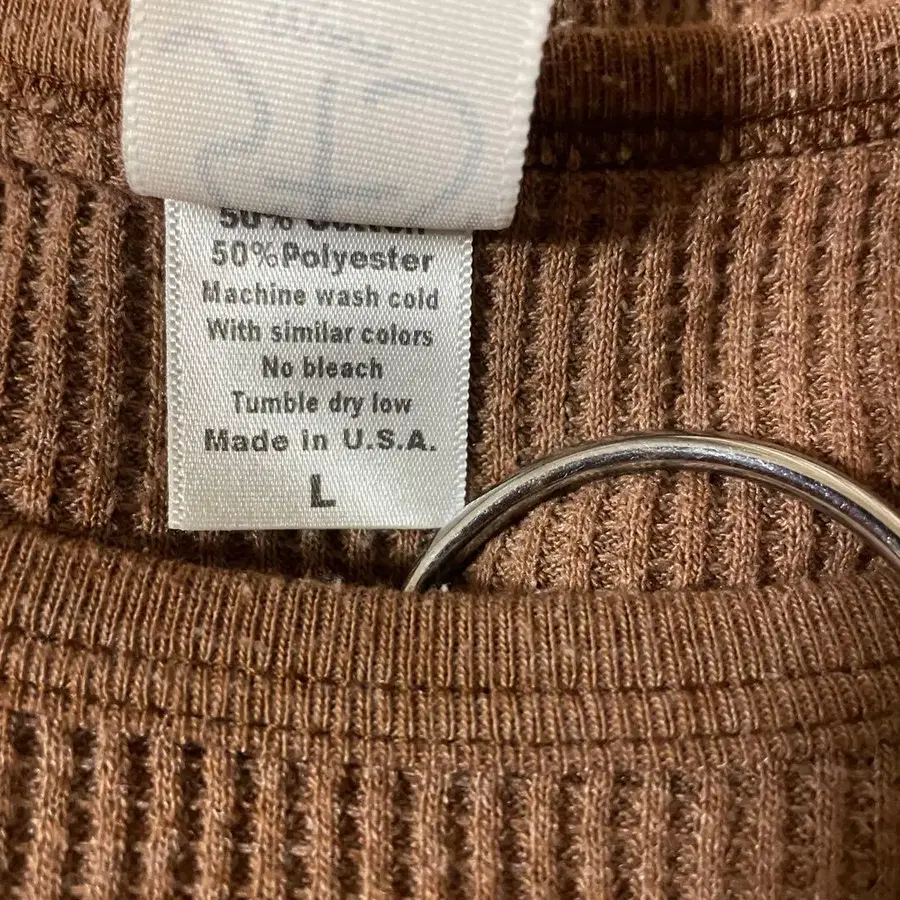 50% Cotton
50%Polyester
Machine wash cold
With similar colors
No bleach
Tumble dry low
Made in U.S.A.
L